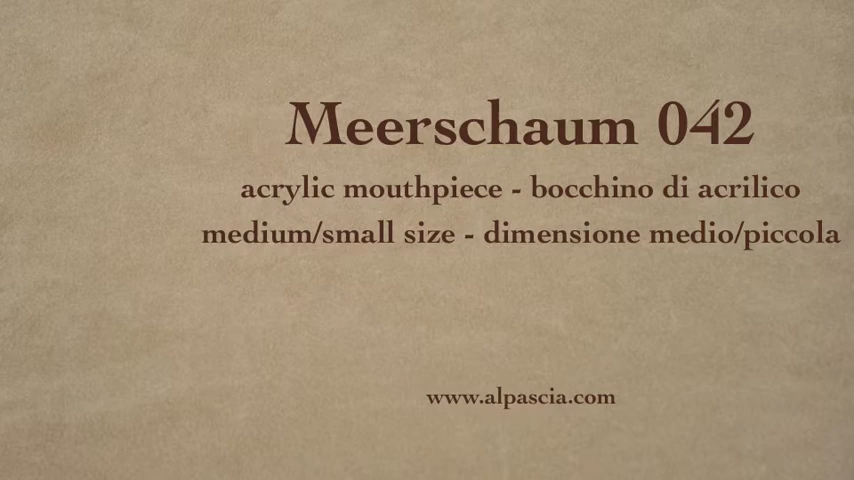 Meerschaum 042
acrylic mouthpiece - bocchino di acrilico
medium/small size - dimensione medio/piccola
www.alpascia.com